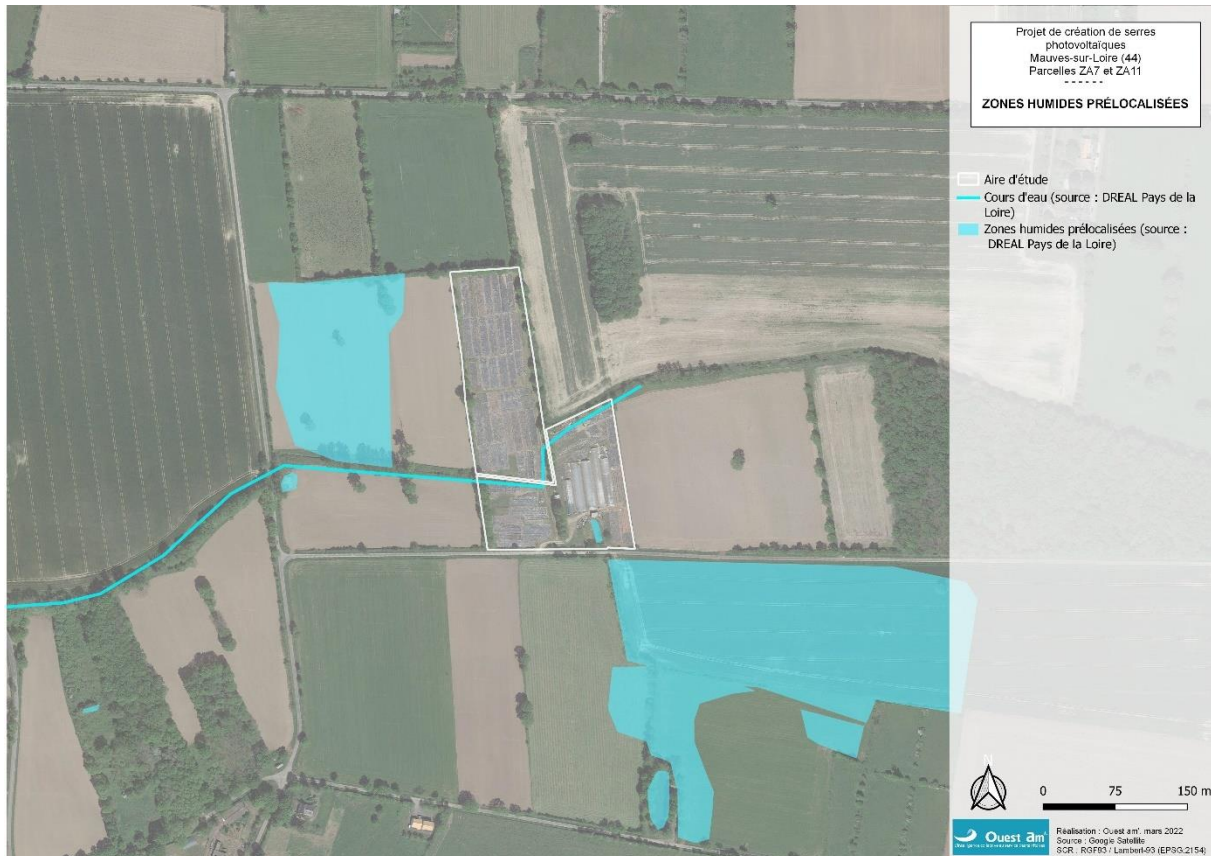 Projet de création de serres
photovoltaïques
Mauves-sur-Loire (44)
Parcelles ZA7 et ZA11
- - - - - -
ZONES HUMIDES PRÉLOCALISÉES
Aire d'étude
Cours d'eau (source : DREAL Pays de la
Loire)
Zones humides prélocalisées (source :
DREAL Pays de la Loire)
N
0 75 150 m
Ouest am'
Réalisation : Ouest am', mars 2022
Source : Google Satellite
SCR : RGF93 / Lambert-93 (EPSG:2154)